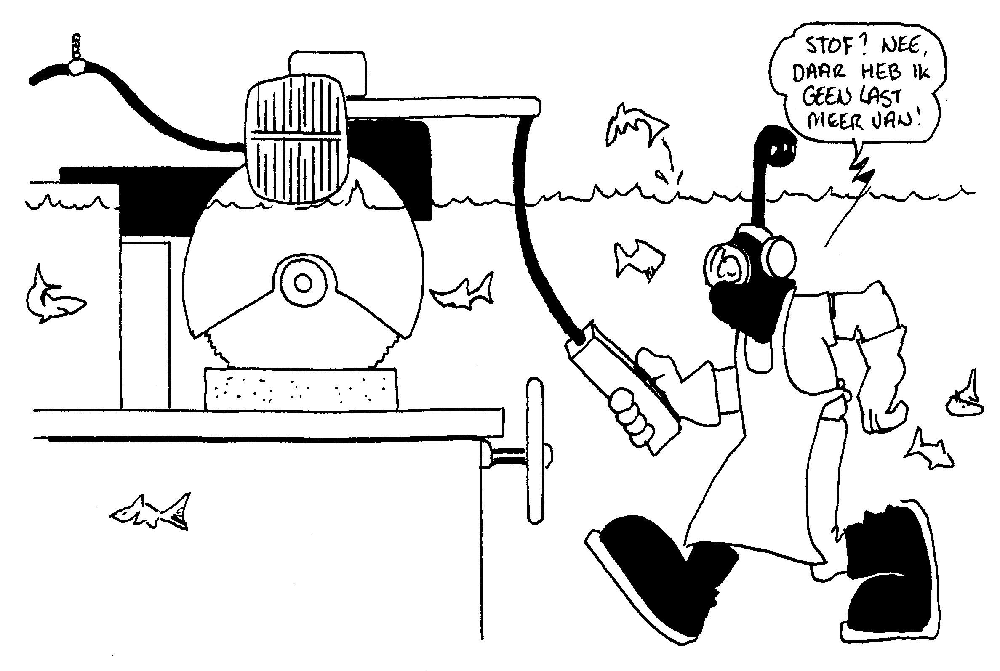 STOF? NEE,
DAAR HEB IK
GEEN LAST
MEER VAN!